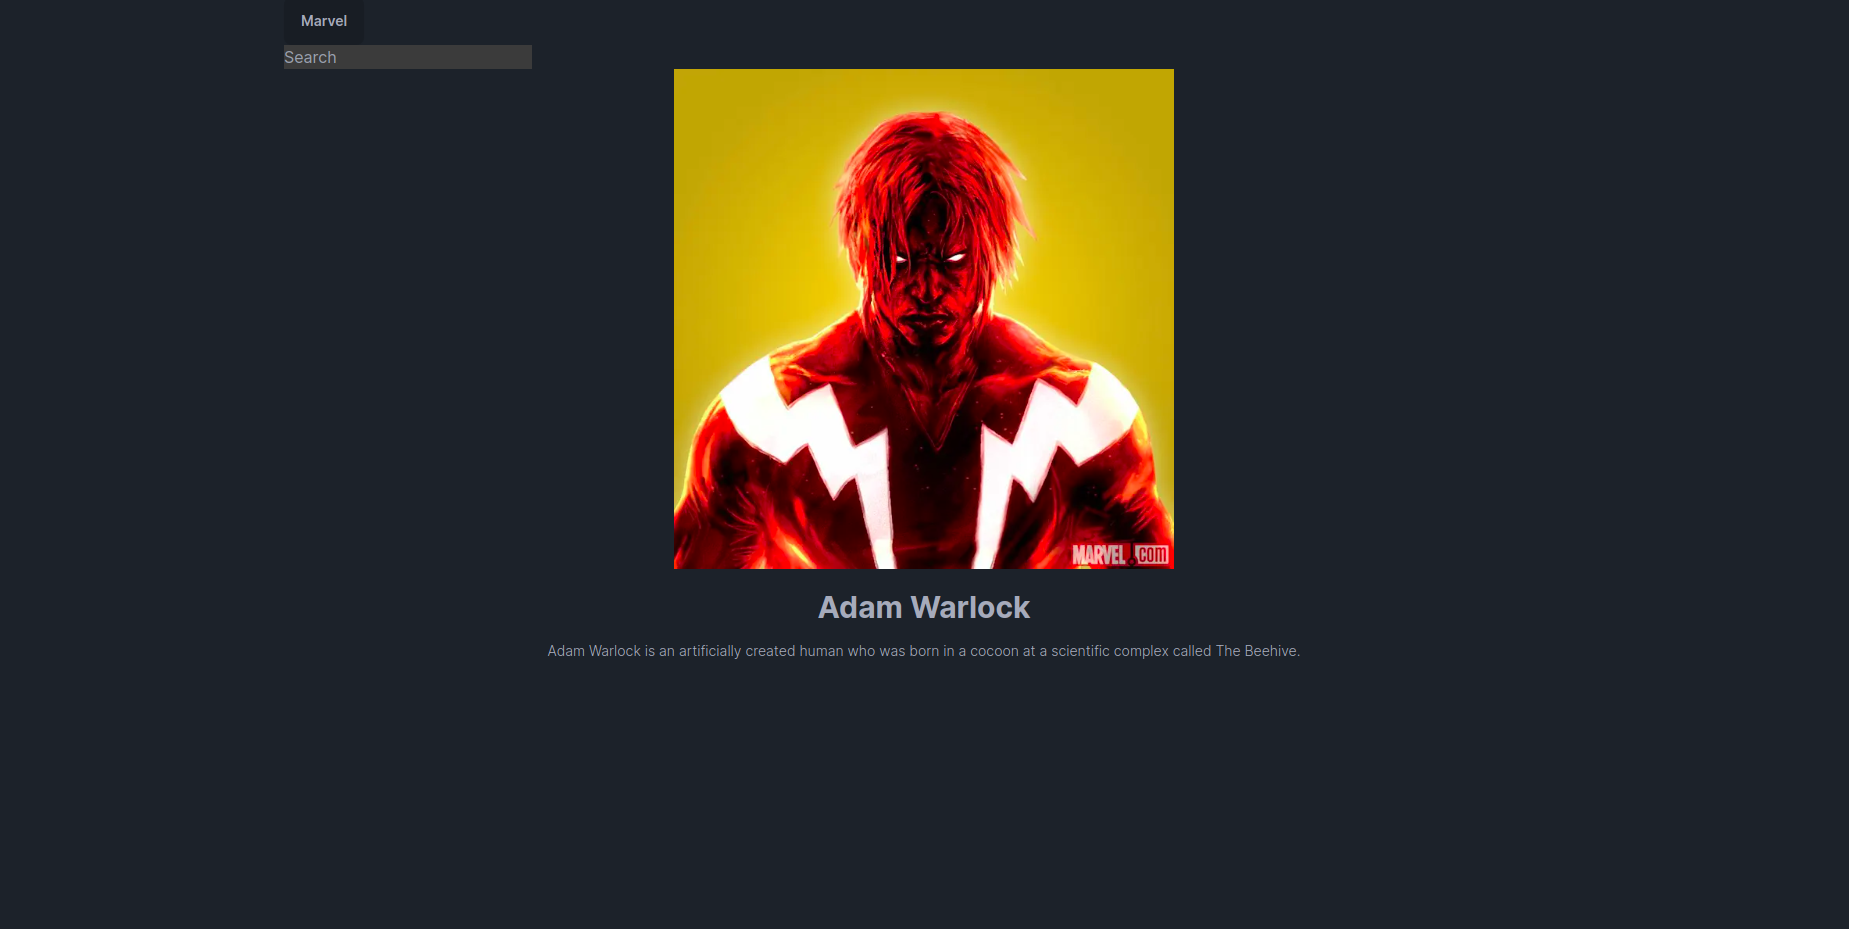 Marvel
Search
MARVEL.com
Adam Warlock
Adam Warlock is an artificially created human who was born in a cocoon at a scientific complex called The Beehive.